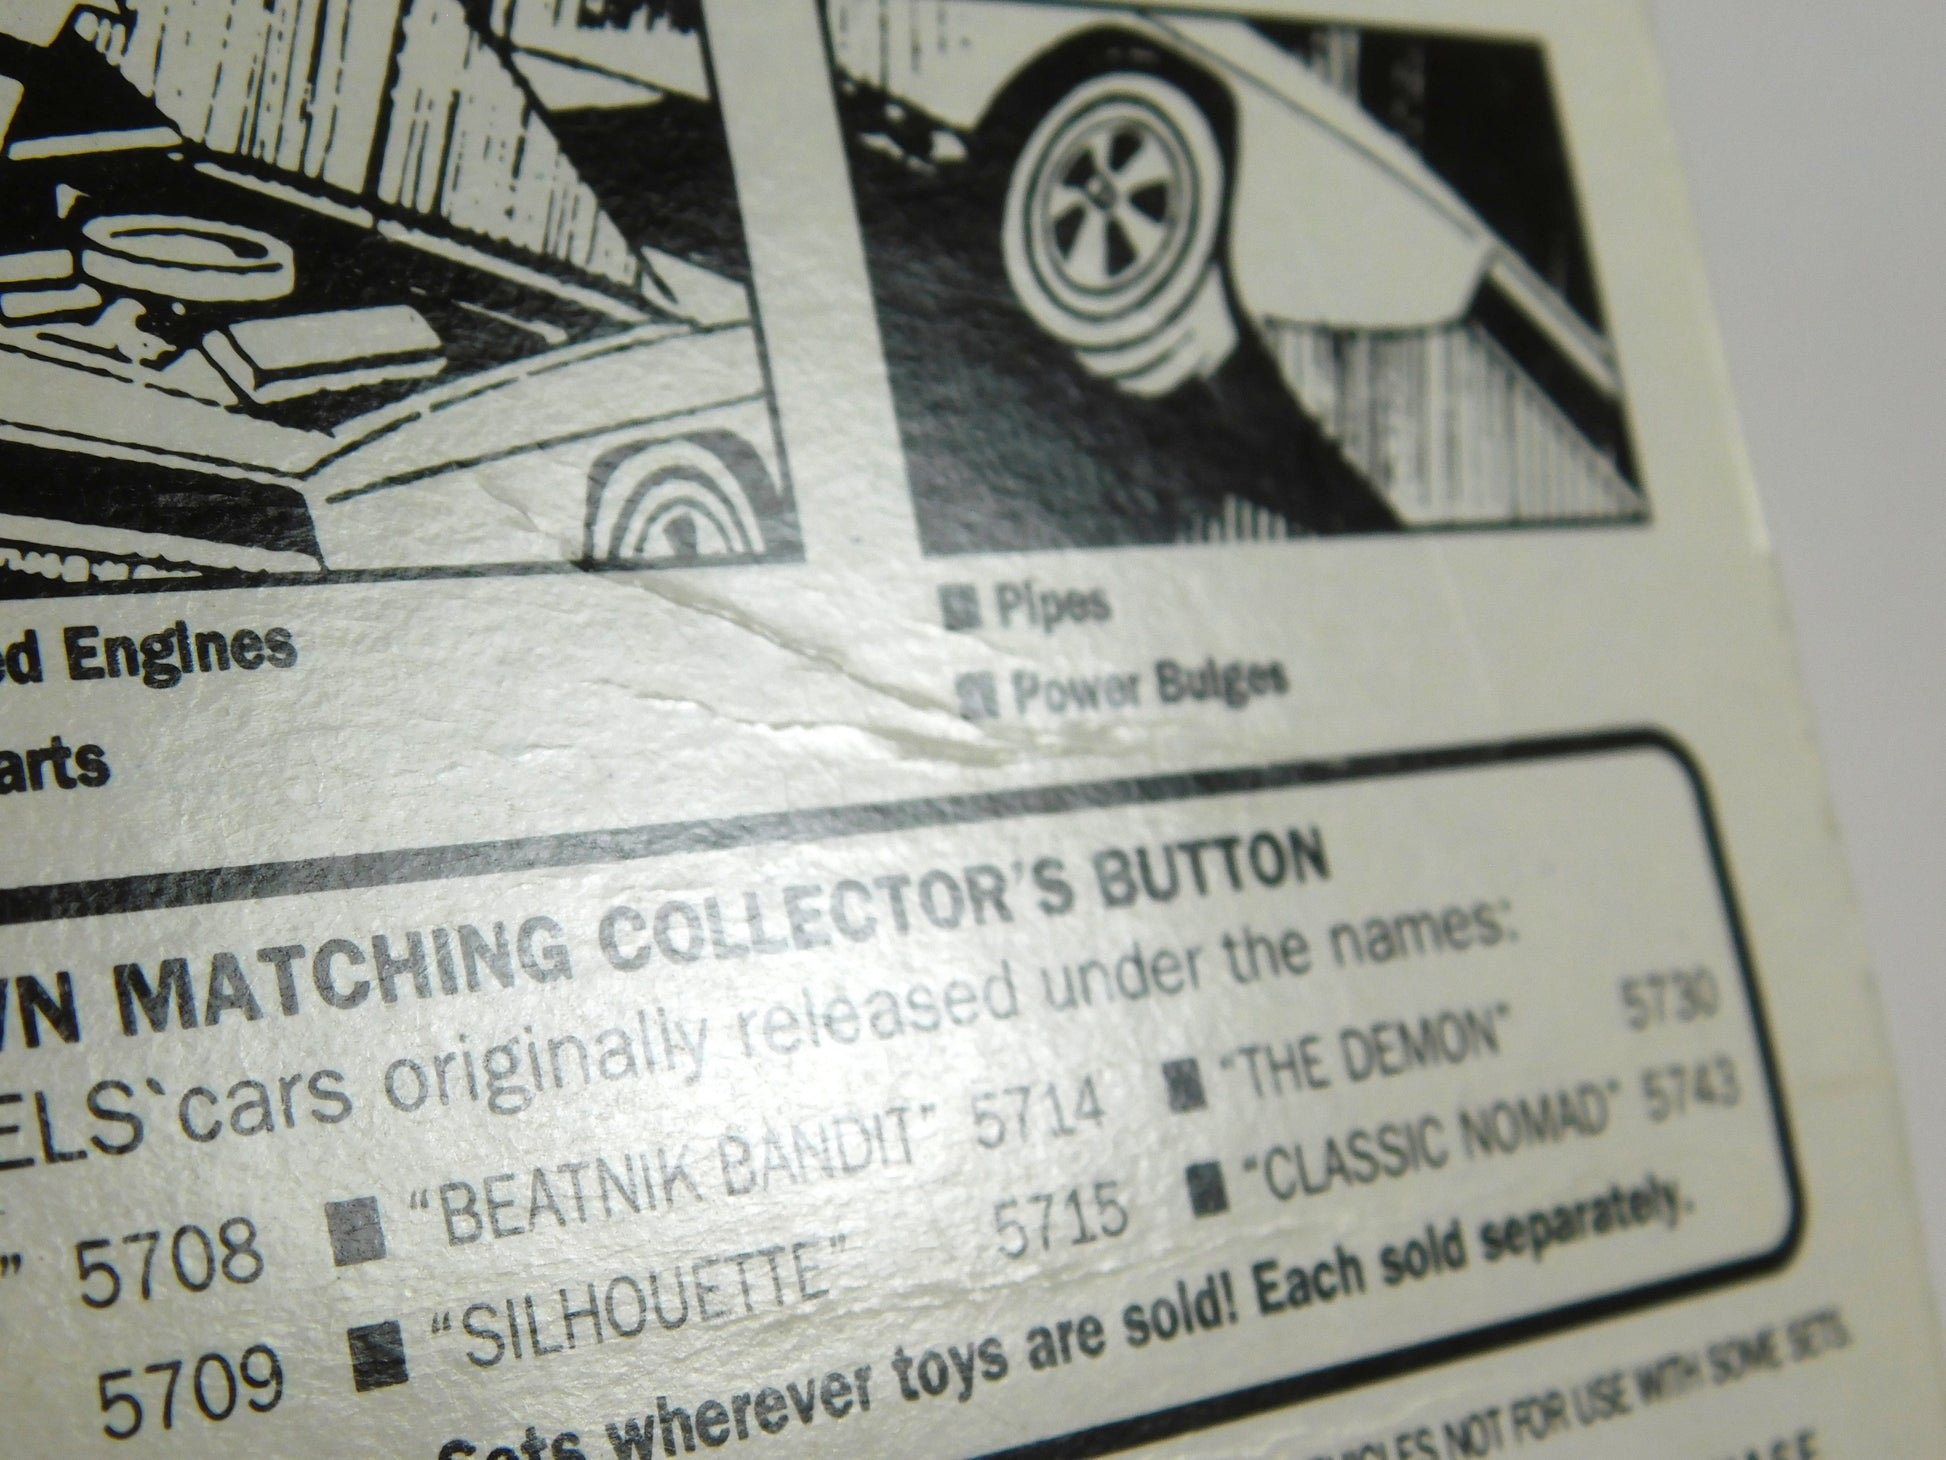 ed Engines
arts
■ Pipes
■ Power Bulges
WN MATCHING COLLECTOR'S BUTTON
ELS cars originally released under the names:
" 5708 ■ "BEATNIK BANDIT" 5714 ■ "THE DEMON" 5730
5709 ■ "SILHOUETTE" 5715 ■ "CLASSIC NOMAD" 5743
Sets wherever toys are sold! Each sold separately.
NOT FOR USE WITH SOME SETS.